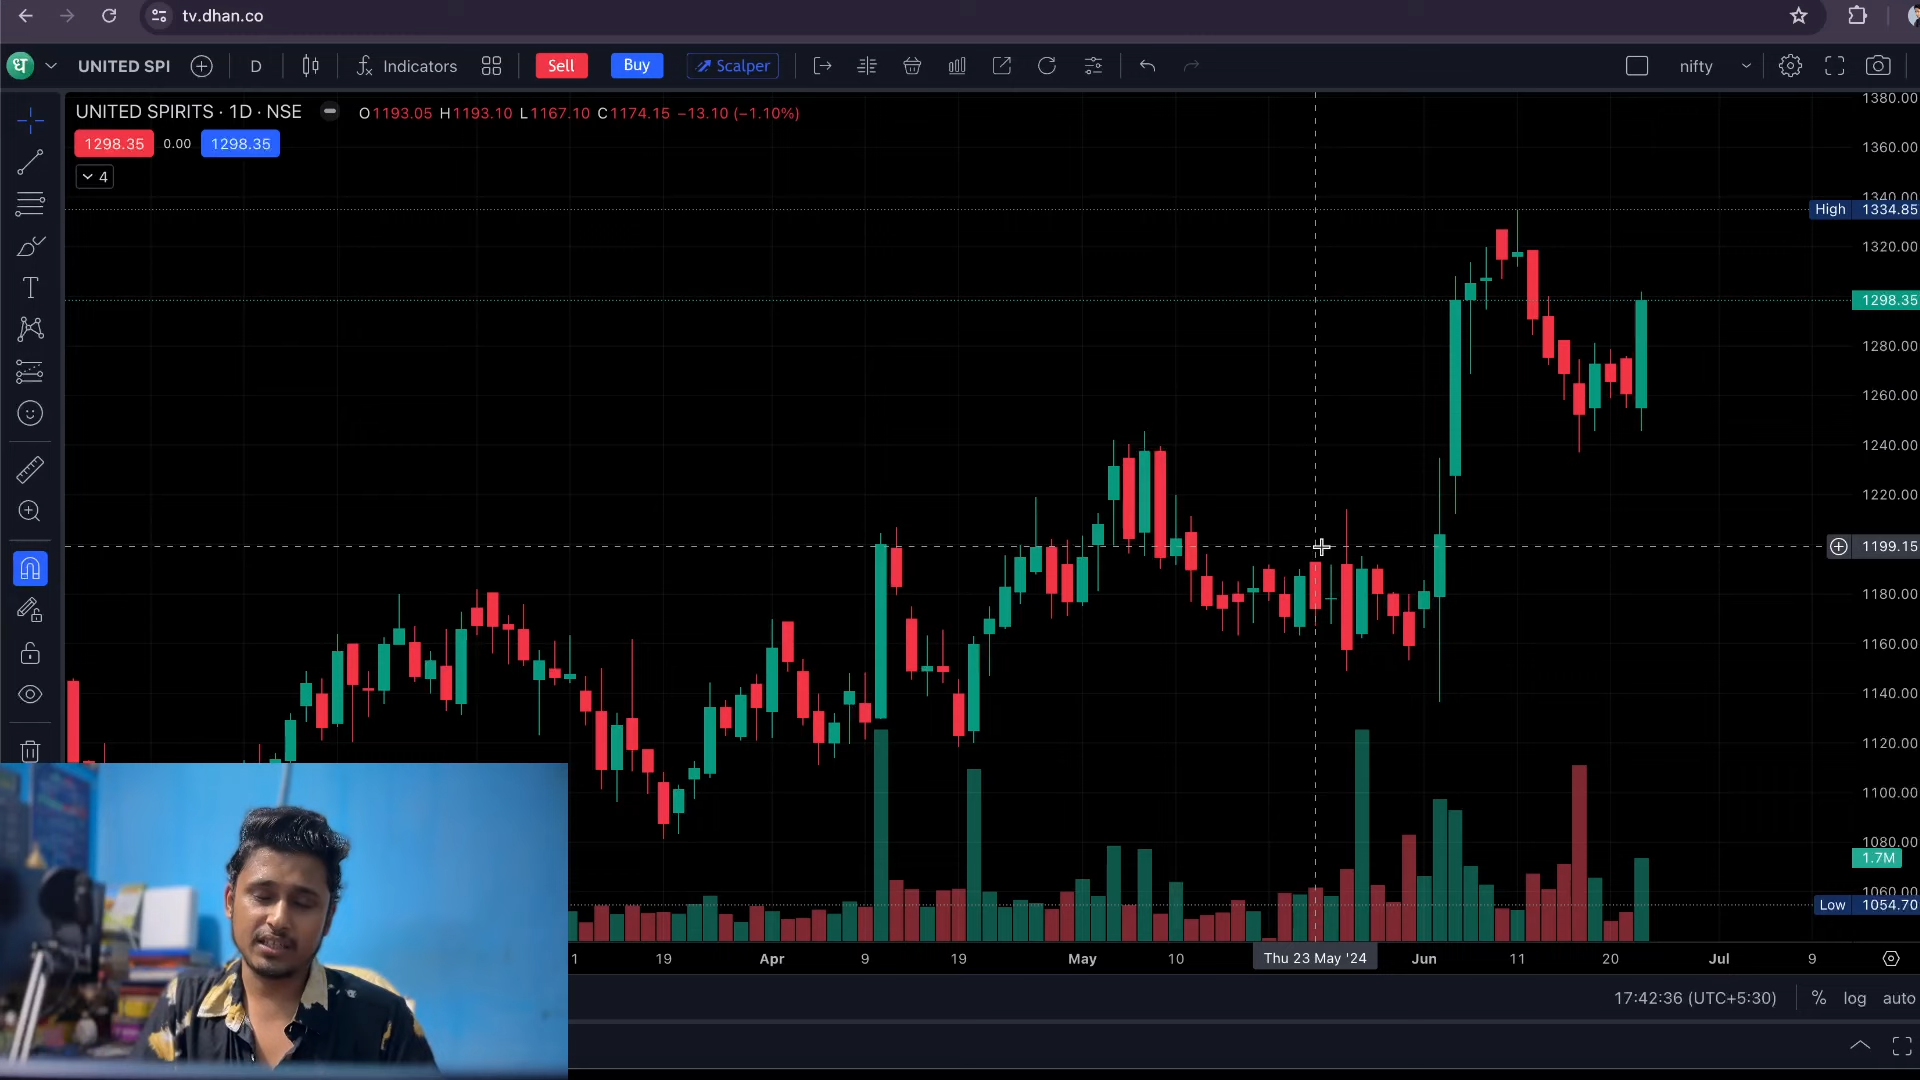 tv.dhan.co
ध UNITED SPI D Indicators Sell Buy Scalper nifty
UNITED SPIRITS · 1D · NSE O1193.05 H1193.10 L1167.10 C1174.15 −13.10 (−1.10%)
1298.35 0.00 1298.35
4
1380.00
1360.00
1340.00
High 1334.85
1320.00
1298.35
1280.00
1260.00
1240.00
1220.00
1199.15
1180.00
1160.00
1140.00
1120.00
1100.00
1080.00
1.7M
1060.00
Low 1054.70
1 19 Apr 9 19 May 10 Thu 23 May '24 Jun 11 20 Jul 9
17:42:36 (UTC+5:30) % log auto